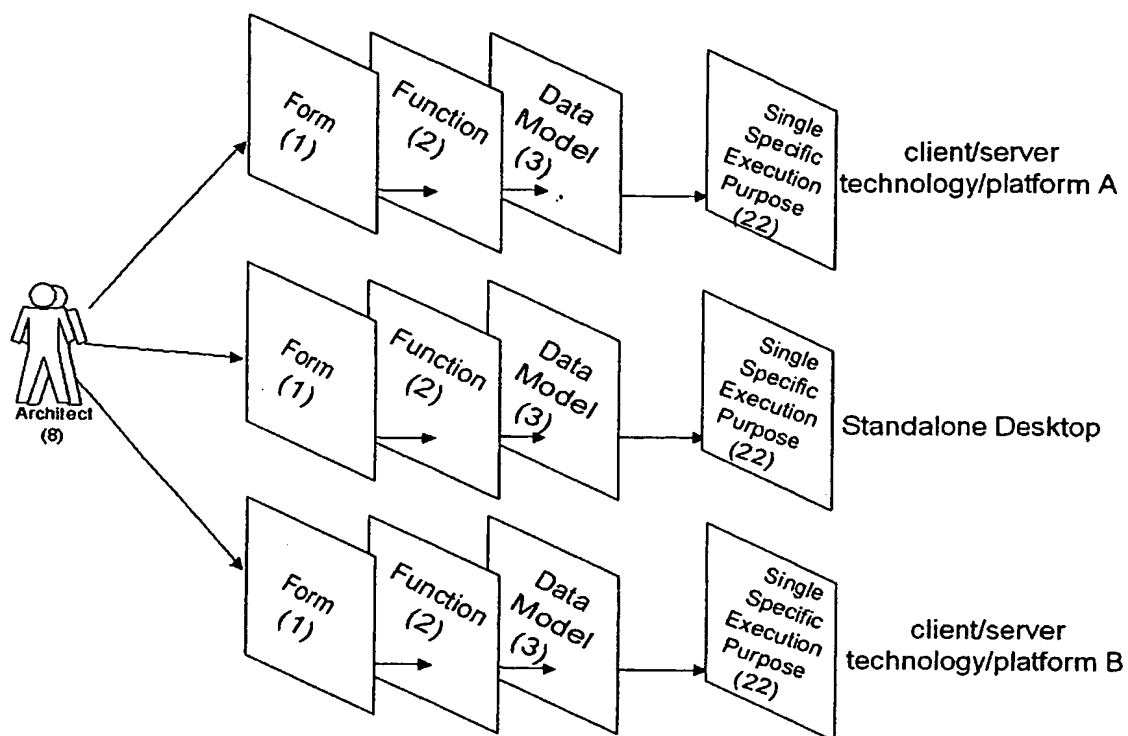 Form
(1)
Function
(2)
Data
Model
(3)
Single
Specific
Execution
Purpose
(22)
client/server
technology/platform A
Architect
(8)
Form
(1)
Function
(2)
Data
Model
(3)
Single
Specific
Execution
Purpose
(22)
Standalone Desktop
Form
(1)
Function
(2)
Data
Model
(3)
Single
Specific
Execution
Purpose
(22)
client/server
technology/platform B